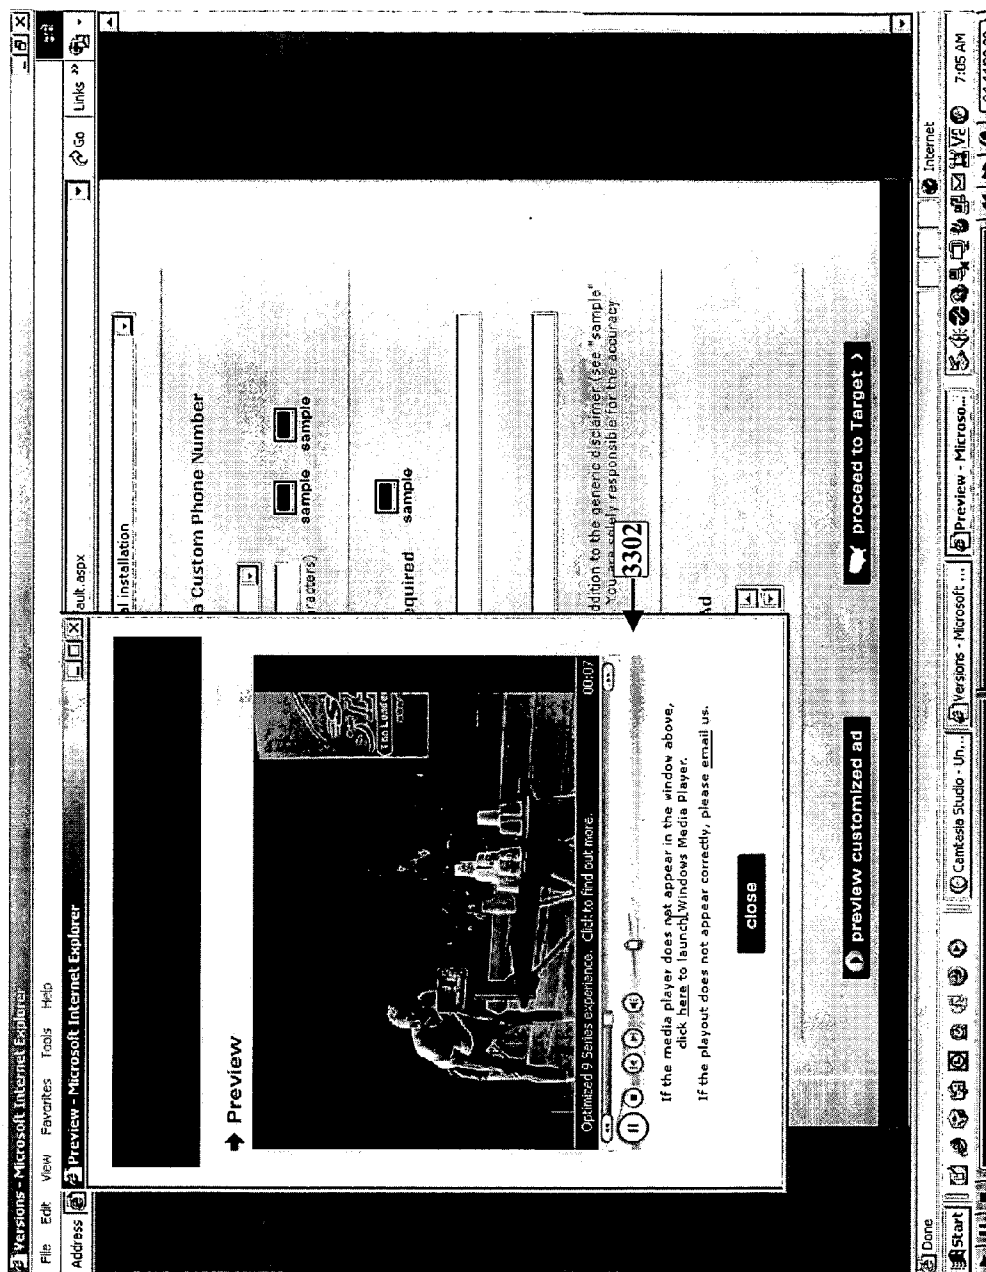 Versions - Microsoft Internet Explorer
File Edit View Favorites Tools Help
Address
ault.aspx
Go Links »
Preview - Microsoft Internet Explorer
al installation
a Custom Phone Number
racters)
sample
sample
equired
sample
ddition to the generic disclaimer (see "sample"
You are solely responsible for the accuracy
3302
Ad
Preview
Optimized 9 Series experience. Click to find out more. 00:07
If the media player does not appear in the window above,
click here to launch Windows Media Player.
If the playout does not appear correctly, please email us.
close
preview customized ad
proceed to Target >
Done
Internet
Start
Camtasia Studio - Un...
Versions - Microsoft ...
Preview - Microso...
7:05 AM